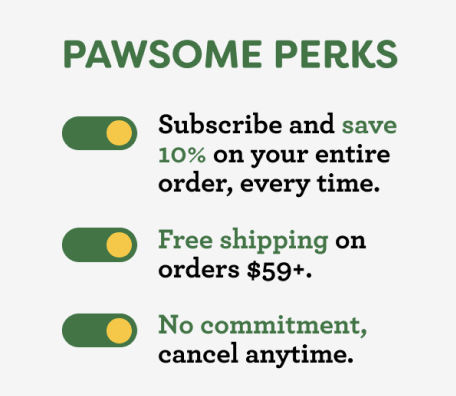 PAWSOME PERKS
Subscribe and save
10% on your entire
order, every time.
Free shipping on
orders $59+.
No commitment,
cancel anytime.